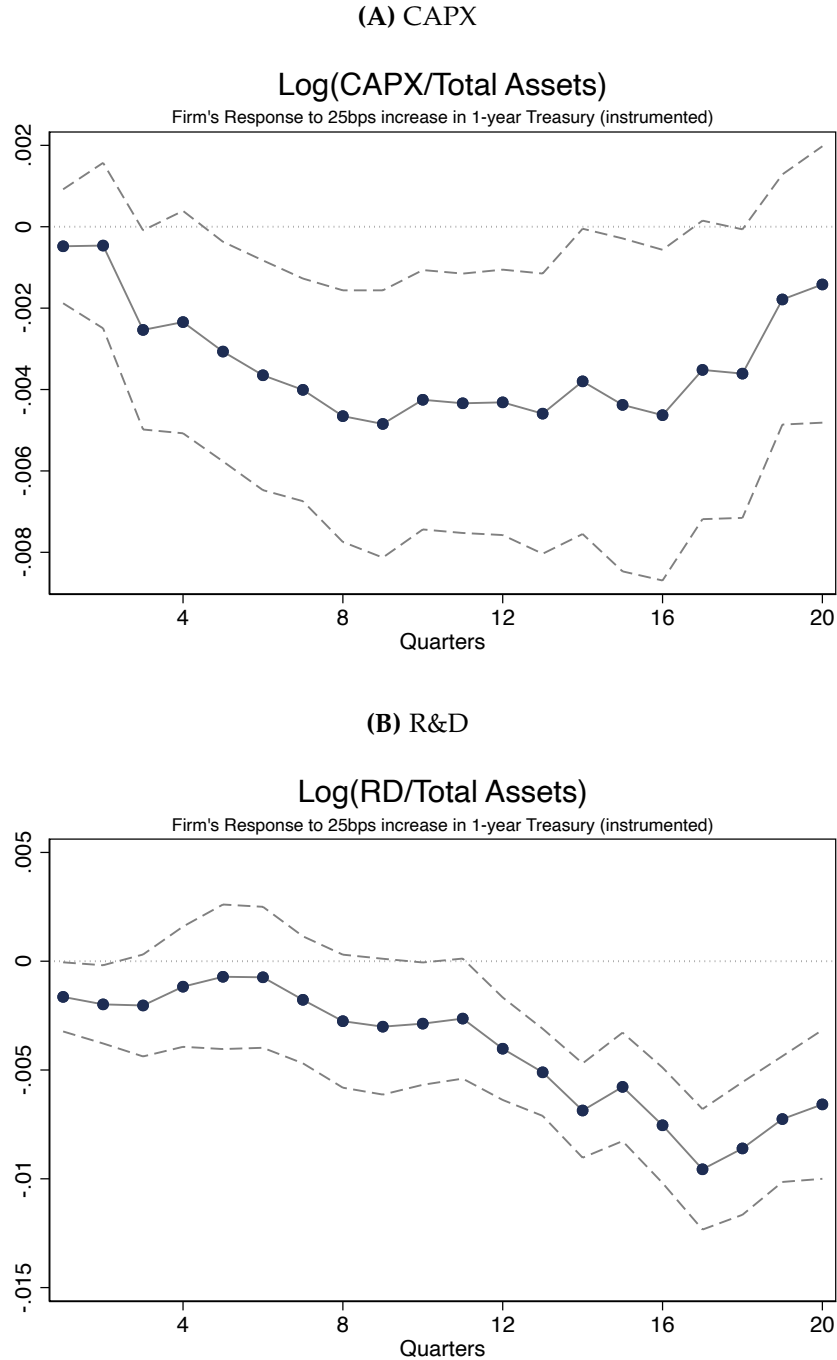 (A) CAPX
Log(CAPX/Total Assets)
Firm's Response to 25bps increase in 1-year Treasury (instrumented)
.002
0
-.002
-.004
-.006
-.008
4 8 12 16 20
Quarters
(B) R&D
Log(RD/Total Assets)
Firm's Response to 25bps increase in 1-year Treasury (instrumented)
.005
0
-.005
-.01
-.015
4 8 12 16 20
Quarters